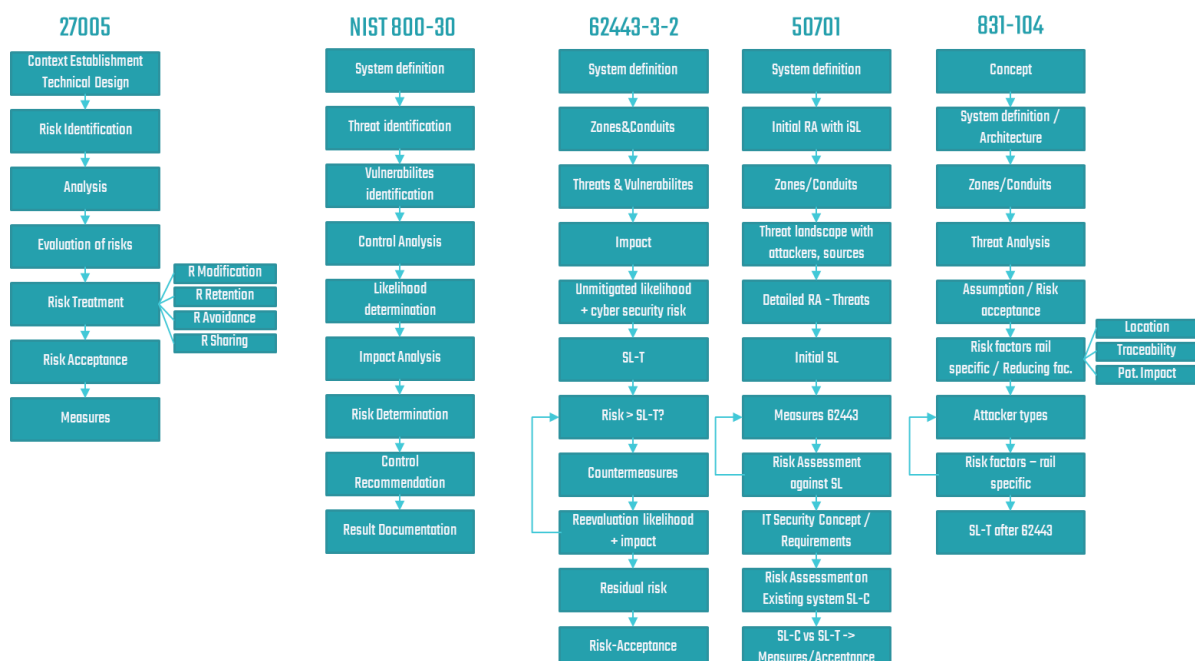 27005
Context Establishment
Technical Design
Risk Identification
Analysis
Evaluation of risks
Risk Treatment
R Modification
R Retention
R Avoidance
R Sharing
Risk Acceptance
Measures
NIST 800-30
System definition
Threat identification
Vulnerabilites
identification
Control Analysis
Likelihood
determination
Impact Analysis
Risk Determination
Control
Recommendation
Result Documentation
62443-3-2
System definition
Zones&Conduits
Threats & Vulnerabilites
Impact
Unmitigated likelihood
+ cyber security risk
SL-T
Risk > SL-T?
Countermeasures
Reevaluation likelihood
+ impact
Residual risk
Risk-Acceptance
50701
System definition
Initial RA with iSL
Zones/Conduits
Threat landscape with
attackers, sources
Detailed RA - Threats
Initial SL
Measures 62443
Risk Assessment
against SL
IT Security Concept /
Requirements
Risk Assessment on
Existing system SL-C
SL-C vs SL-T ->
Measures/Acceptance
831-104
Concept
System definition /
Architecture
Zones/Conduits
Threat Analysis
Assumption / Risk
acceptance
Risk factors rail
specific / Reducing fac.
Location
Traceability
Pot. Impact
Attacker types
Risk factors – rail
specific
SL-T after 62443